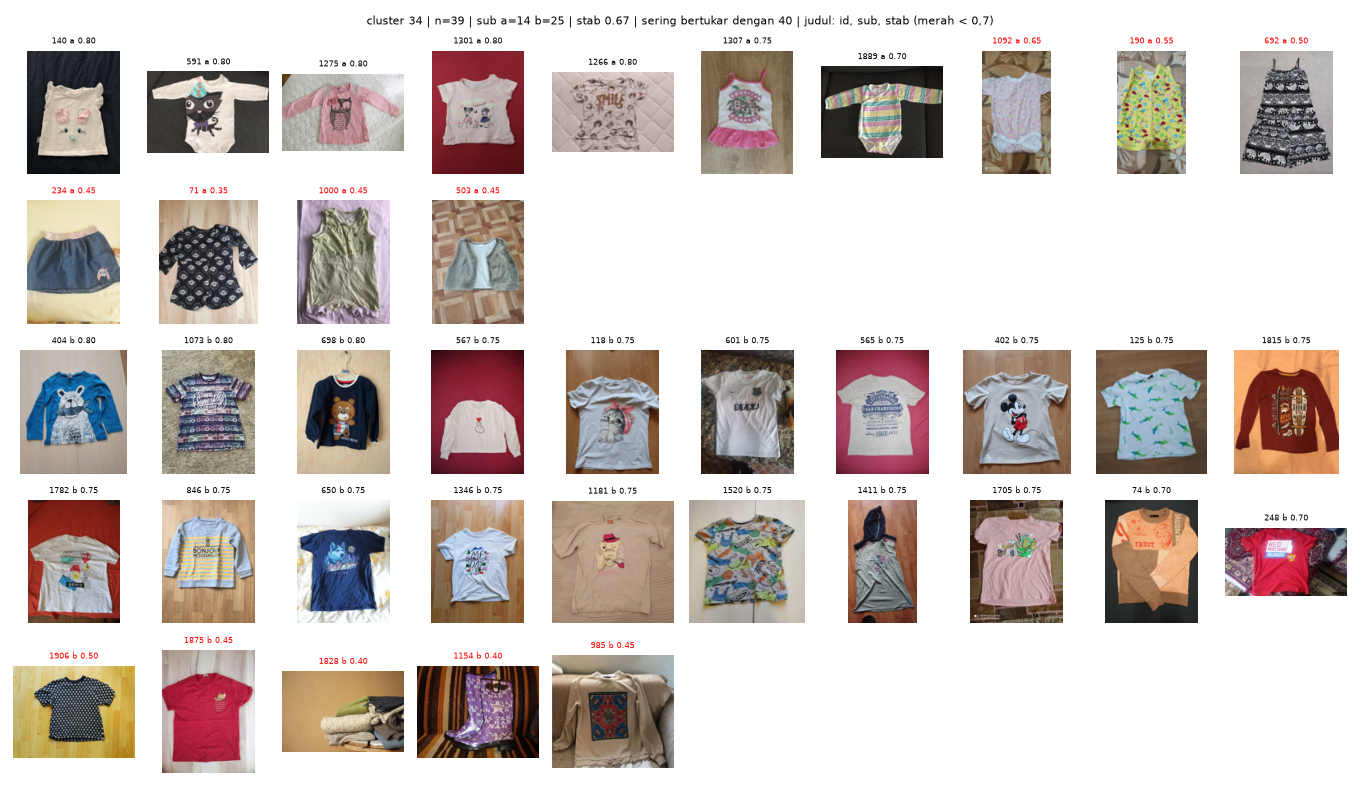 cluster 34 | n=39 | sub a=14 b=25 | stab 0.67 | sering bertukar dengan 40 | judul: id, sub, stab (merah < 0,7)
140 a 0.80
591 a 0.80
1275 a 0.80
1301 a 0.80
1266 a 0.80
1307 a 0.75
1889 a 0.70
1092 a 0.65
190 a 0.55
692 a 0.50
SMILE
234 a 0.45
71 a 0.35
1000 a 0.45
503 a 0.45
404 b 0.80
1073 b 0.80
698 b 0.80
567 b 0.75
118 b 0.75
601 b 0.75
565 b 0.75
402 b 0.75
125 b 0.75
1815 b 0.75
SAN FRANCISCO
1782 b 0.75
846 b 0.75
650 b 0.75
1346 b 0.75
1181 b 0.75
1520 b 0.75
1411 b 0.75
1705 b 0.75
74 b 0.70
248 b 0.70
BONJOUR
TRUST
RED
MACHINE
1906 b 0.50
1875 b 0.45
1828 b 0.40
1154 b 0.40
985 b 0.45